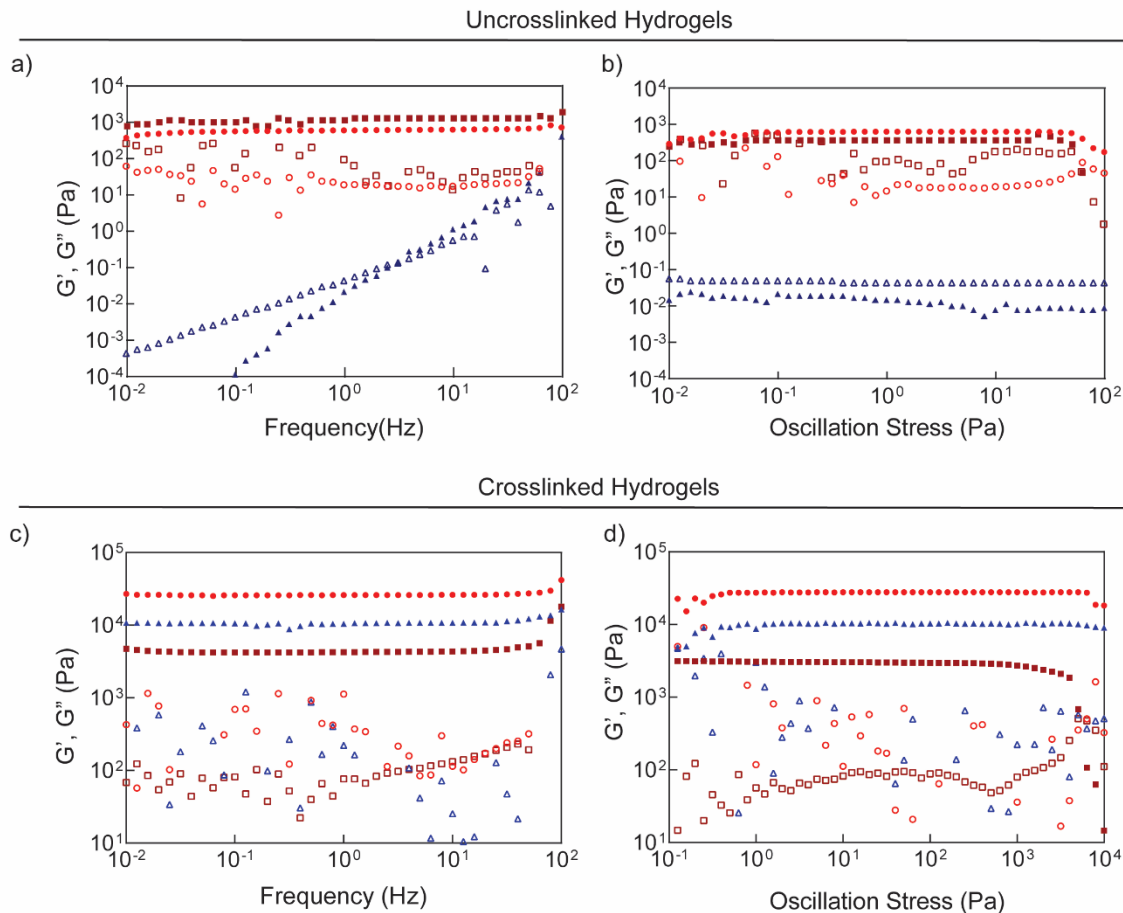 Uncrosslinked Hydrogels
a)
b)
G', G" (Pa)
10⁴
10³
10²
10¹
10⁰
10⁻¹
10⁻²
10⁻³
10⁻⁴
10⁻² 10⁻¹ 10⁰ 10¹ 10²
Frequency(Hz)
G', G" (Pa)
10⁴
10³
10²
10¹
10⁰
10⁻¹
10⁻²
10⁻³
10⁻⁴
10⁻² 10⁻¹ 10⁰ 10¹ 10²
Oscillation Stress (Pa)
Crosslinked Hydrogels
c)
d)
G', G" (Pa)
10⁵
10⁴
10³
10²
10¹
10⁻² 10⁻¹ 10⁰ 10¹ 10²
Frequency (Hz)
G', G" (Pa)
10⁵
10⁴
10³
10²
10¹
10⁻¹ 10⁰ 10¹ 10² 10³ 10⁴
Oscillation Stress (Pa)